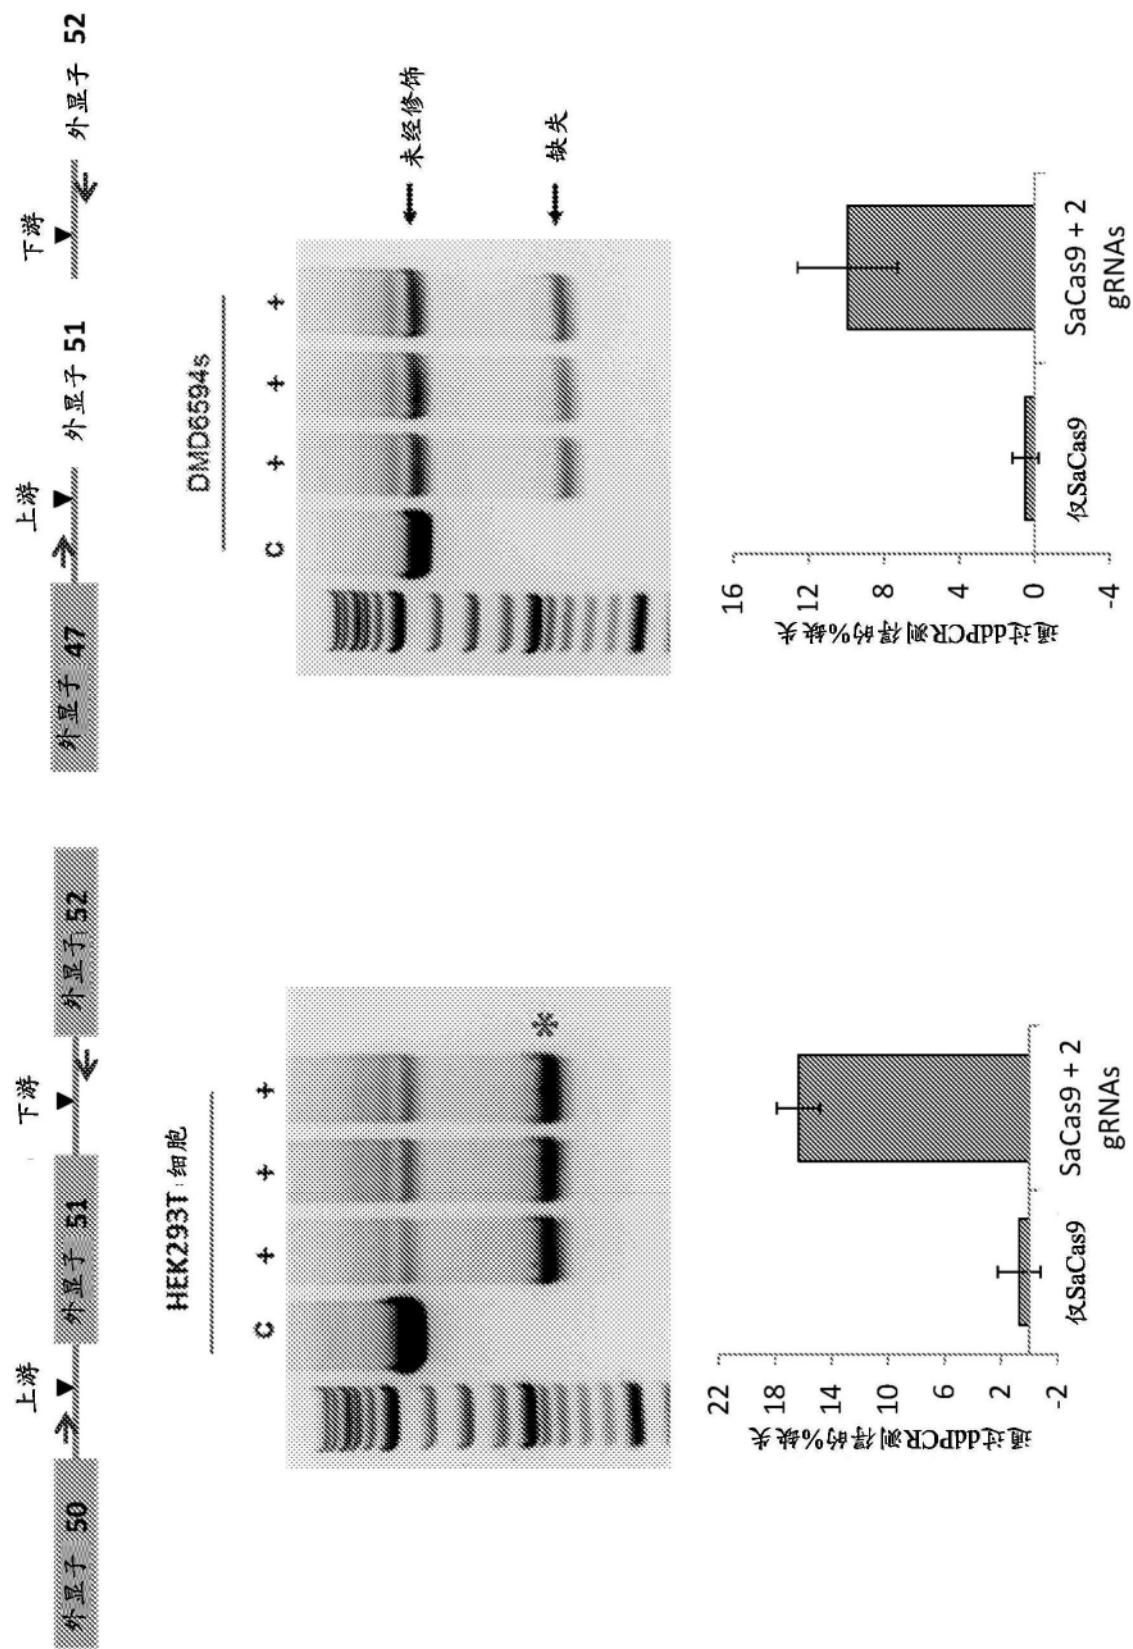 上游
下游
外显子 50
外显子 51
外显子 52
HEK293T 细胞
C + + +
*
通过ddPCR测得的%缺失
22
18
14
10
6
2
-2
仅SaCas9
SaCas9 + 2
gRNAs
上游
下游
外显子 47
外显子 51
外显子 52
DMD6594s
C + + +
未经修饰
缺失
通过ddPCR测得的%缺失
16
12
8
4
0
-4
仅SaCas9
SaCas9 + 2
gRNAs